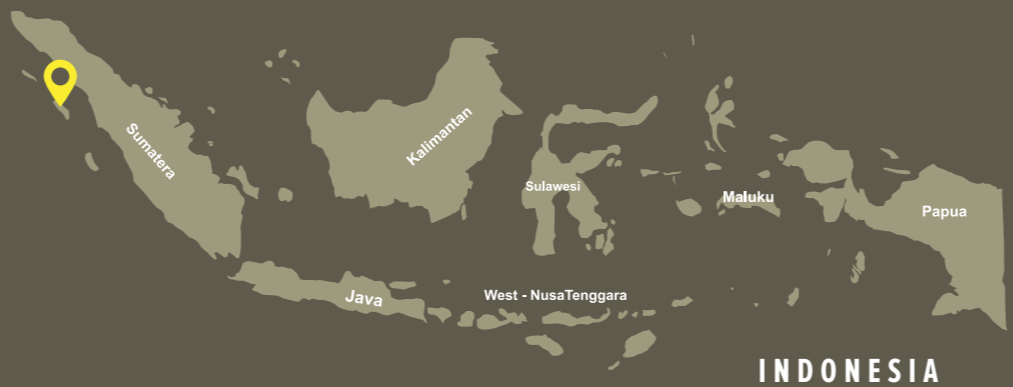 Sumatera
Kalimantan
Sulawesi
Maluku
Papua
Java
West - NusaTenggara
INDONESIA